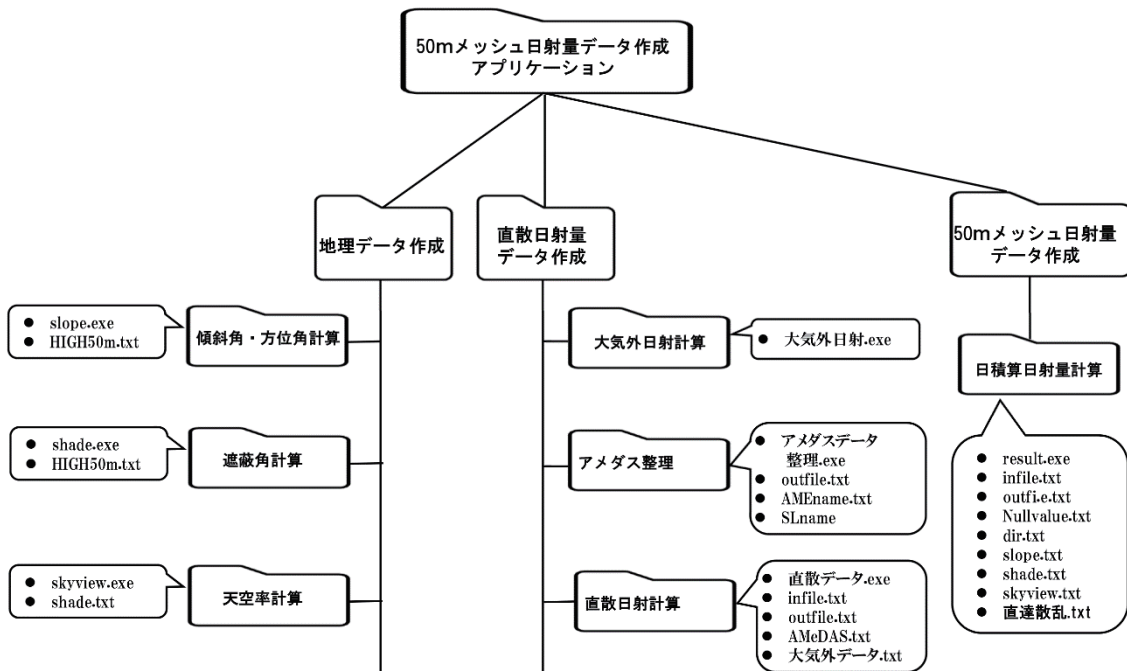 50mメッシュ日射量データ作成
アプリケーション
地理データ作成
直散日射量
データ作成
50mメッシュ日射量
データ作成
● slope.exe
● HIGH50m.txt
傾斜角・方位角計算
大気外日射計算
● 大気外日射.exe
日積算日射量計算
● shade.exe
● HIGH50m.txt
遮蔽角計算
アメダス整理
● アメダスデータ
整理.exe
● outfile.txt
● AMEname.txt
● SLname
● result.exe
● infile.txt
● outfi.e.txt
● Nullvalue.txt
● dir.txt
● slope.txt
● shade.txt
● skyview.txt
● 直達散乱.txt
● skyview.exe
● shade.txt
天空率計算
直散日射計算
● 直散データ.exe
● infile.txt
● outfile.txt
● AMeDAS.txt
● 大気外データ.txt